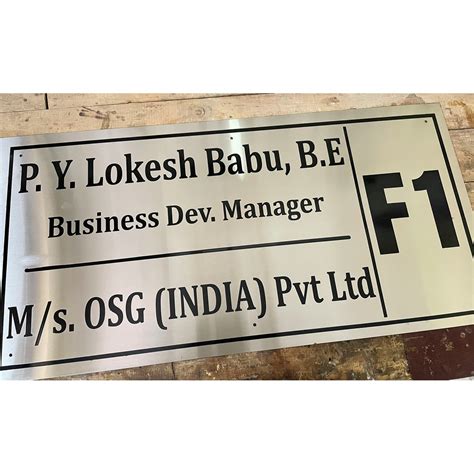 P. Y. Lokesh Babu, B.E
Business Dev. Manager
M/s. OSG (INDIA) Pvt Ltd
F1